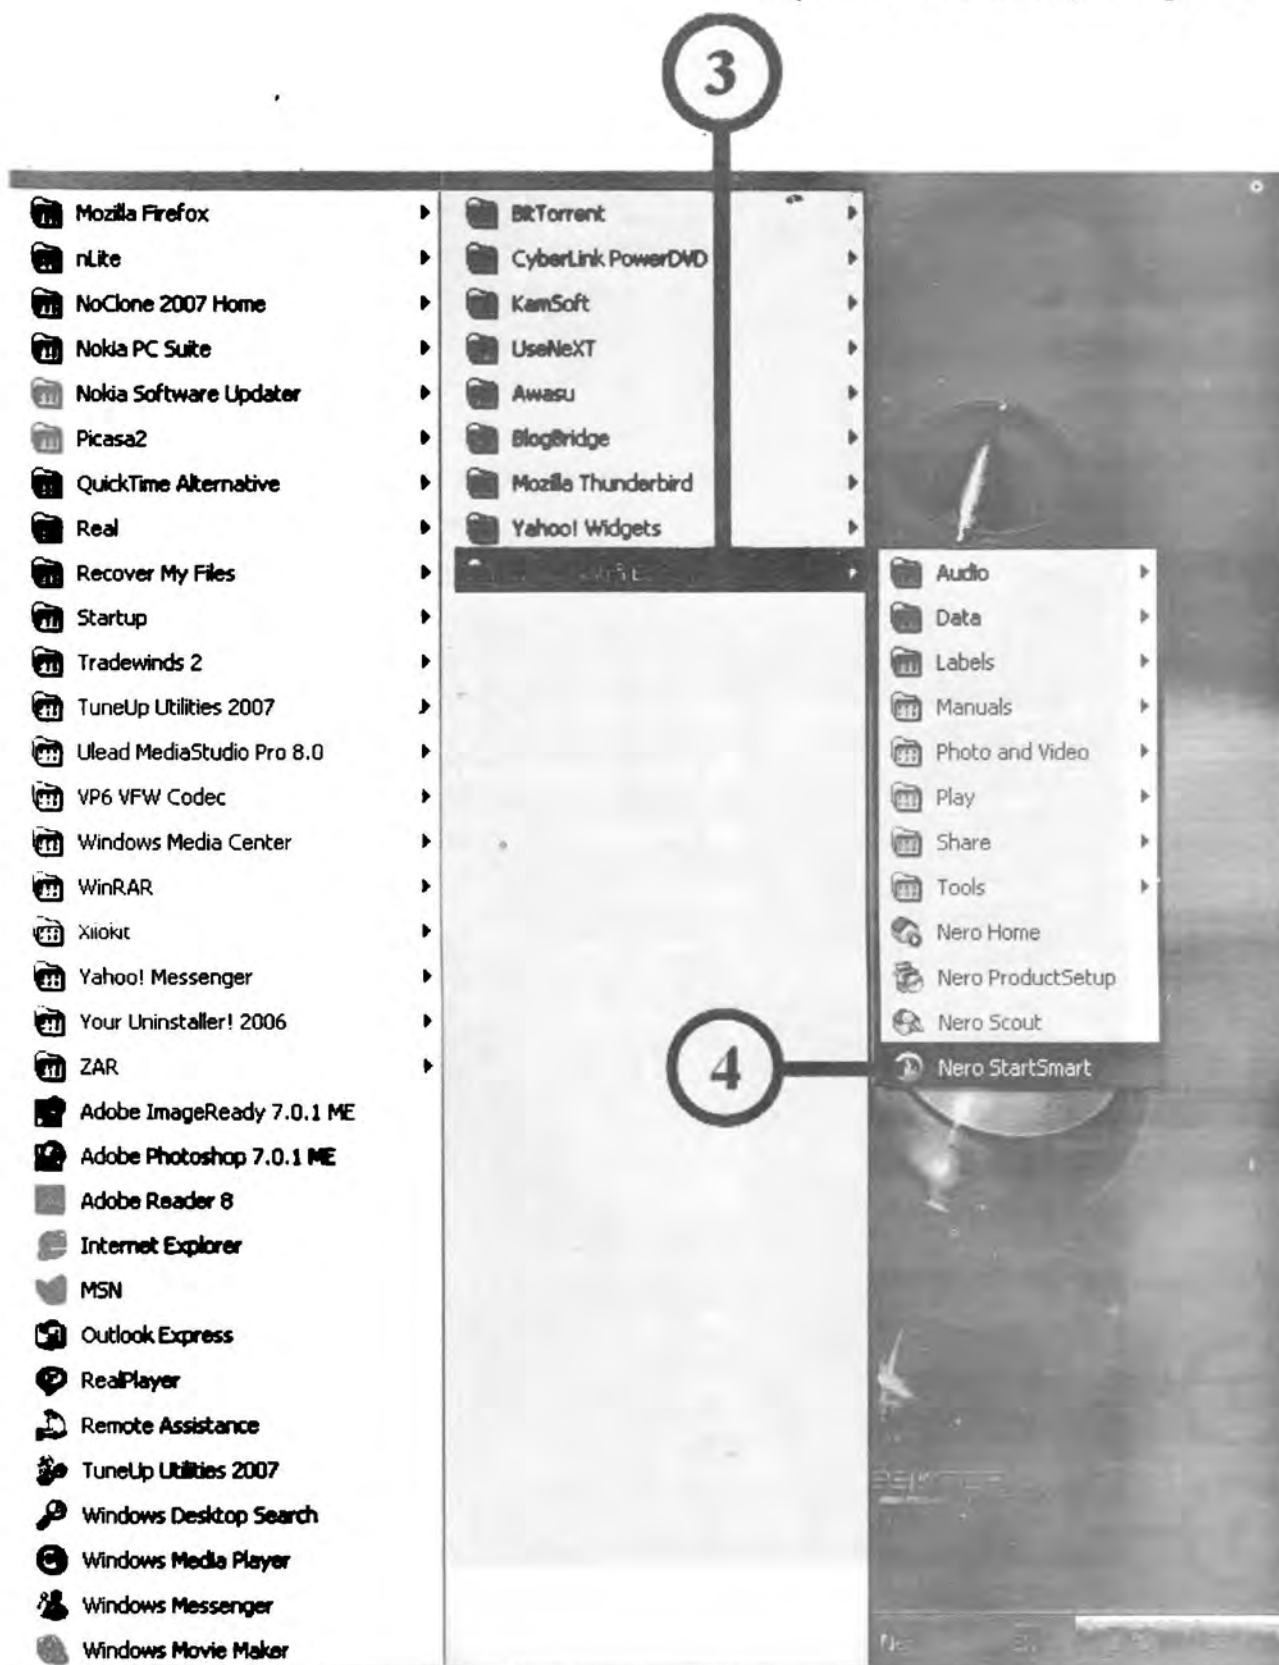 3
Mozilla Firefox
nLite
NoClone 2007 Home
Nokia PC Suite
Nokia Software Updater
Picasa2
QuickTime Alternative
Real
Recover My Files
Startup
Tradewinds 2
TuneUp Utilities 2007
Ulead MediaStudio Pro 8.0
VP6 VFW Codec
Windows Media Center
WinRAR
Yahoo! Messenger
Your Uninstaller! 2006
ZAR
Adobe ImageReady 7.0.1 ME
Adobe Photoshop 7.0.1 ME
Adobe Reader 8
Internet Explorer
MSN
Outlook Express
RealPlayer
Remote Assistance
TuneUp Utilities 2007
Windows Desktop Search
Windows Media Player
Windows Messenger
Windows Movie Maker
BitTorrent
CyberLink PowerDVD
KamSoft
UseNeXT
Awasu
BlogBridge
Mozilla Thunderbird
Yahoo! Widgets
Audio
Data
Labels
Manuals
Photo and Video
Play
Share
Tools
Nero Home
Nero ProductSetup
Nero Scout
4
Nero StartSmart